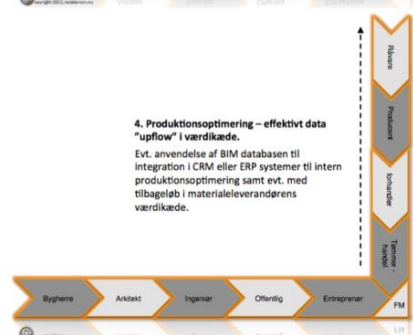 4. Produktionsoptimering – effektivt data
"upflow" i værdikæde.
Evt. anvendelse af BIM databasen til
integration i CRM eller ERP systemer til intern
produktionsoptimering samt evt. med
tilbageløb i materialeleverandørens
værdikæde.
Råvare
Producent
forhandler
Tømmer-
handel
Bygherre
Arkitekt
Ingeniør
Offentlig
Entreprenør
FM